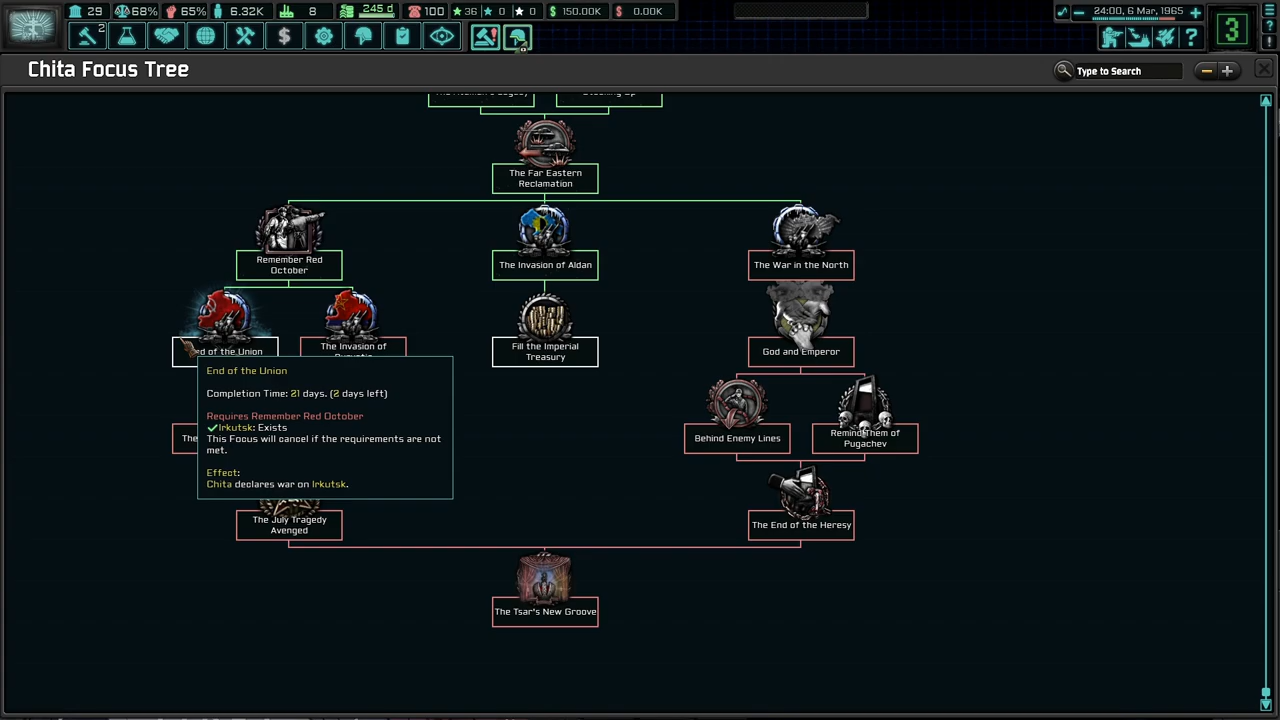 29 68% 65% 6.32K 8 245 d 100 36 0 0 150.00K 0.00K
24:00, 6 Mar, 1965
3
2
Chita Focus Tree
Type to Search
The Far Eastern
Reclamation
Remember Red
October
The Invasion of Aldan
The War in the North
of the Union
The Invasion of
Fill the Imperial
Treasury
God and Emperor
End of the Union
Completion Time: 21 days. (2 days left)
Requires Remember Red October
Irkutsk: Exists
This Focus will cancel if the requirements are not
met.
Effect:
Chita declares war on Irkutsk.
The
Behind Enemy Lines
Remind Them of
Pugachev
The July Tragedy
Avenged
The End of the Heresy
The Tsar's New Groove